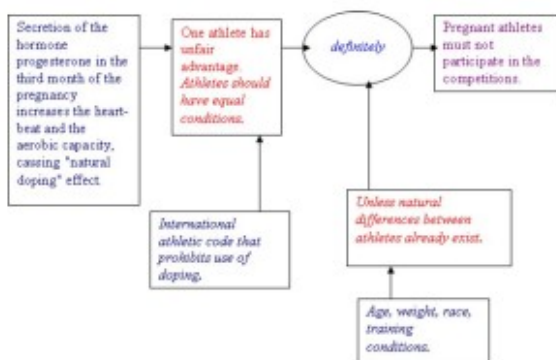 Secretion of the
hormone
progesterone in the
third month of the
pregnancy
increases the heart-
beat and the
aerobic capacity,
causing "natural
doping" effect
One athlete has
unfair
advantage.
Athletes should
have equal
conditions.
definitely
Pregnant athletes
must not
participate in the
competitions.
International
athletic code that
prohibits use of
doping.
Unless natural
differences between
athletes already exist.
Age, weight, race,
training
conditions.